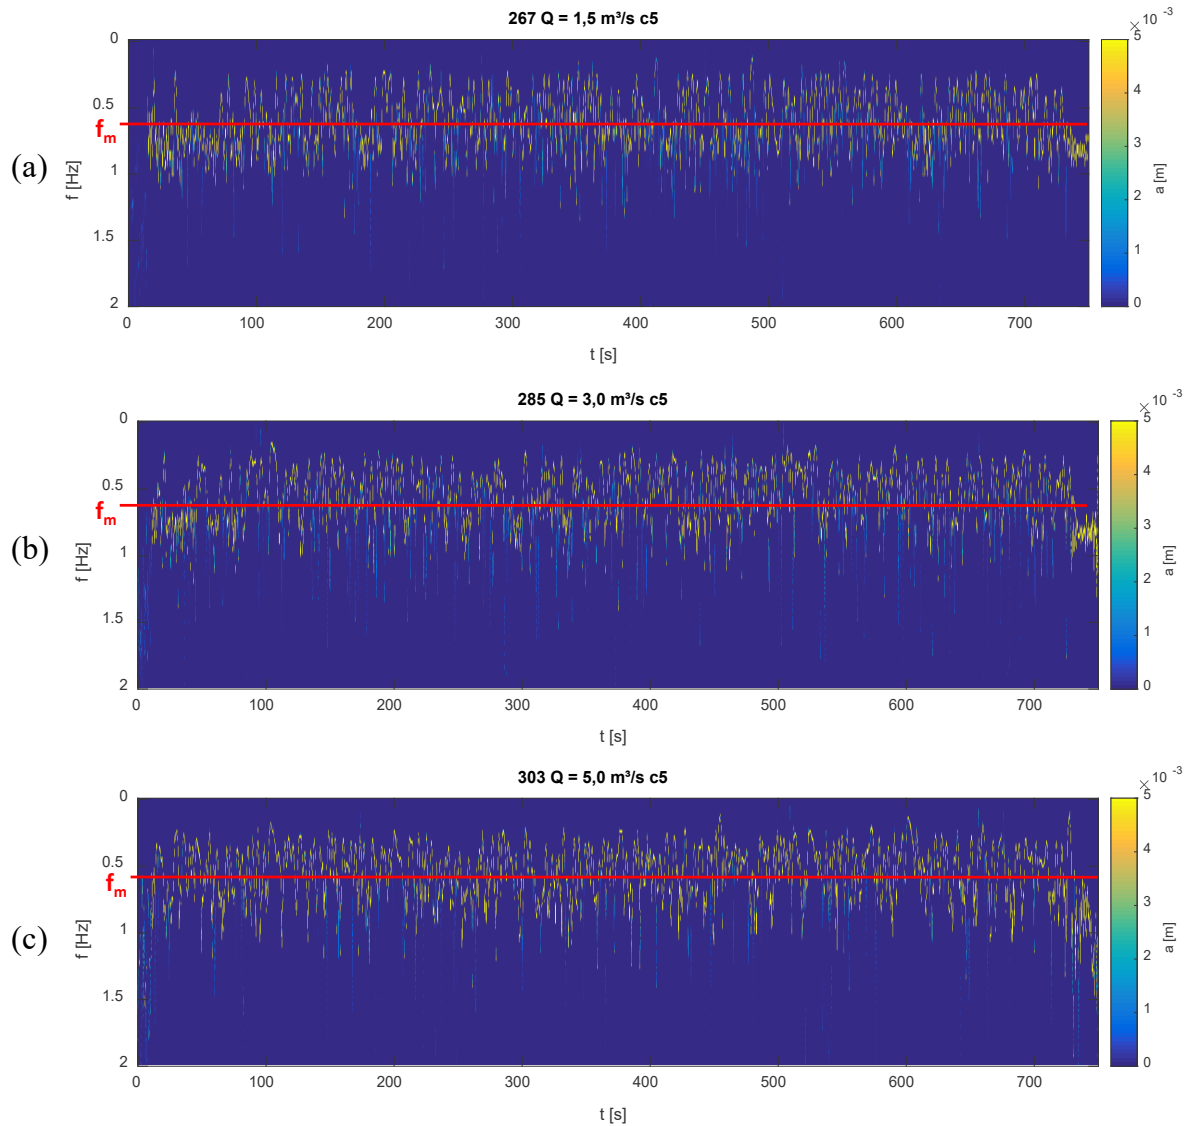 267 Q = 1,5 m³/s c5
× 10 -3
(a)
f [Hz]
0
0.5
fm
1
1.5
2
0 100 200 300 400 500 600 700
t [s]
5
4
3
2
1
0
a [m]
285 Q = 3,0 m³/s c5
× 10 -3
(b)
f [Hz]
0
0.5
fm
1
1.5
2
0 100 200 300 400 500 600 700
t [s]
5
4
3
2
1
0
a [m]
303 Q = 5,0 m³/s c5
× 10 -3
(c)
f [Hz]
0
0.5
fm
1
1.5
2
0 100 200 300 400 500 600 700
t [s]
5
4
3
2
1
0
a [m]